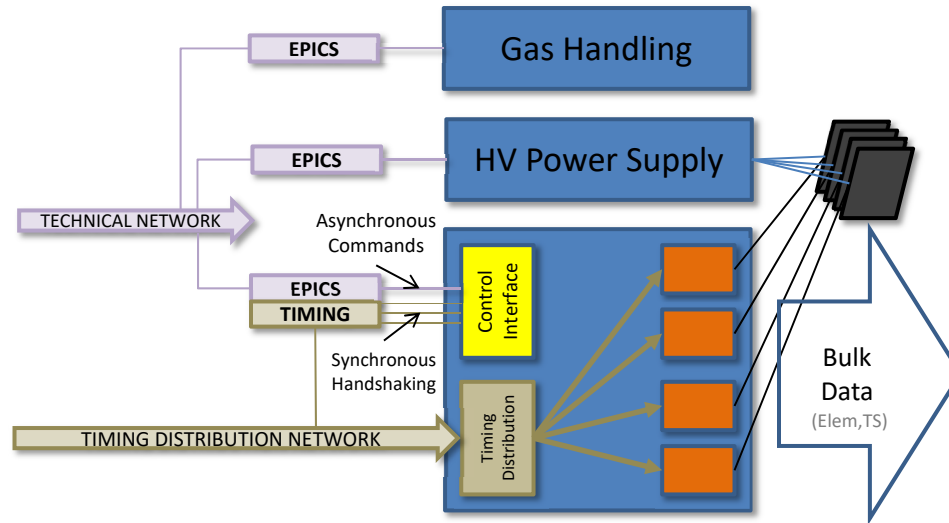 EPICS
Gas Handling
EPICS
HV Power Supply
TECHNICAL NETWORK
Asynchronous
Commands
EPICS
TIMING
Control
Interface
Synchronous
Handshaking
Bulk
Data
(Elem,TS)
TIMING DISTRIBUTION NETWORK
Timing
Distribution